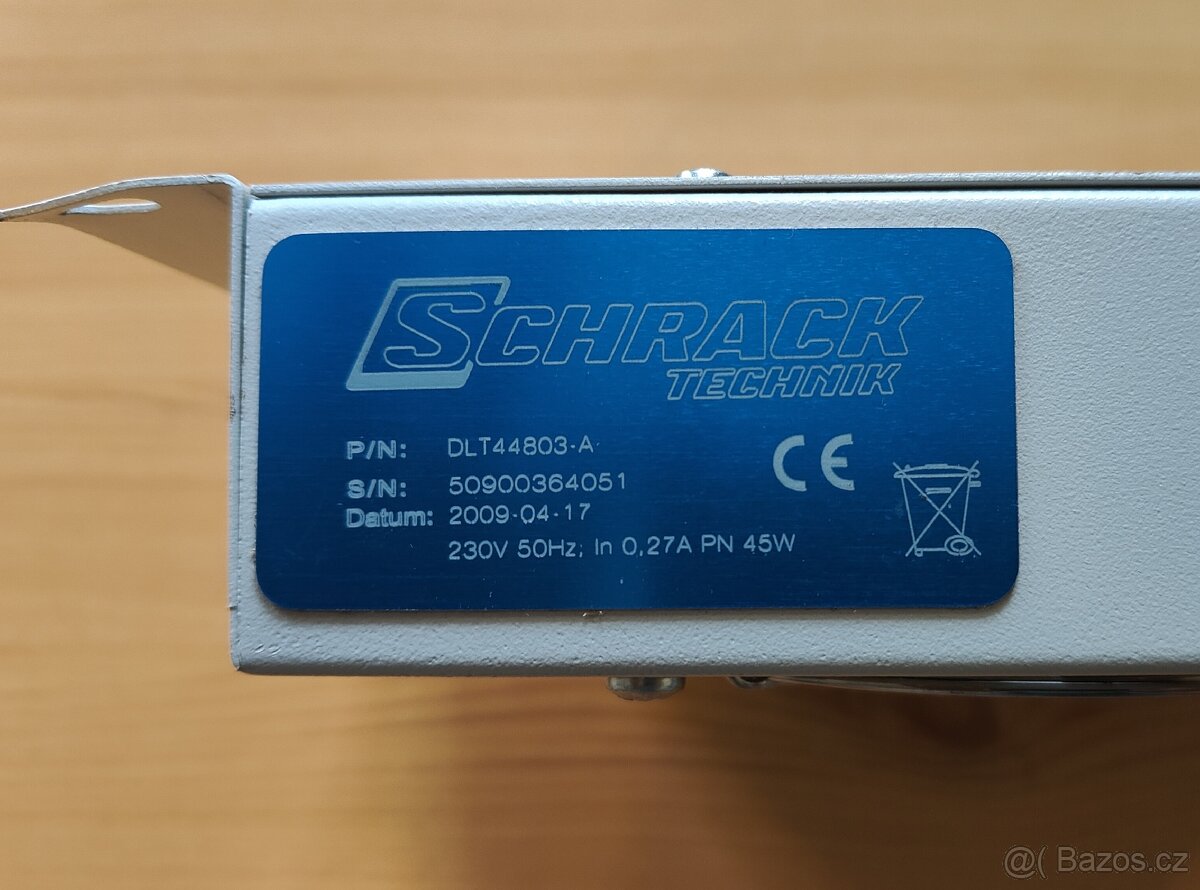 SCHRACK
TECHNIK
P/N: DLT44803-A
S/N: 50900364051
Datum: 2009-04-17
230V 50Hz; In 0,27A PN 45W
CE
@( Bazos.cz